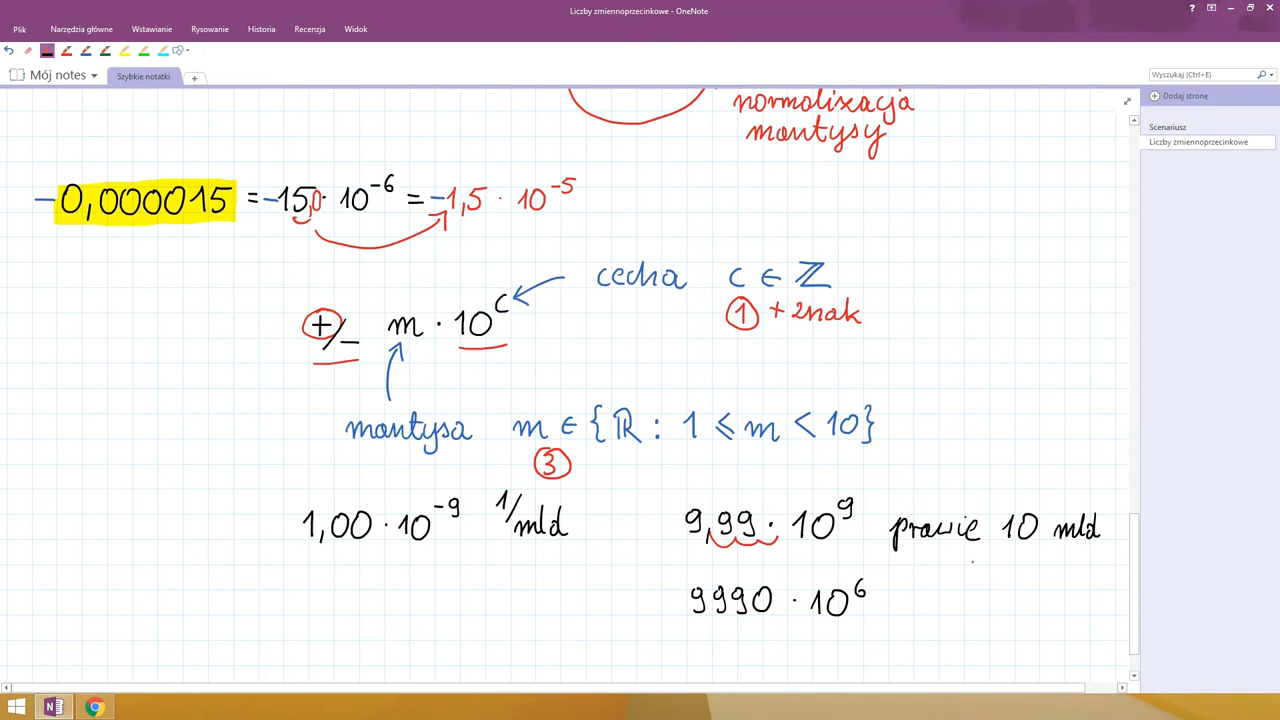 Liczby zmiennoprzecinkowe - OneNote
Plik Narzędzia główne Wstawianie Rysowanie Historia Recenzja Widok
Mój notes Szybkie notatki
Wyszukaj (Ctrl+E)
Dodaj stronę
Scenariusz
Liczby zmiennoprzecinkowe
normalizacja
mantysy
-0,000015 = -15,0 · 10⁻⁶ = -1,5 · 10⁻⁵
cecha c ∈ ℤ
① + znak
+/- m · 10ᶜ
mantysa m ∈ {ℝ : 1 ⩽ m < 10}
③
1,00 · 10⁻⁹ 1/mld
9,99 · 10⁹ prawie 10 mld
9990 · 10⁶